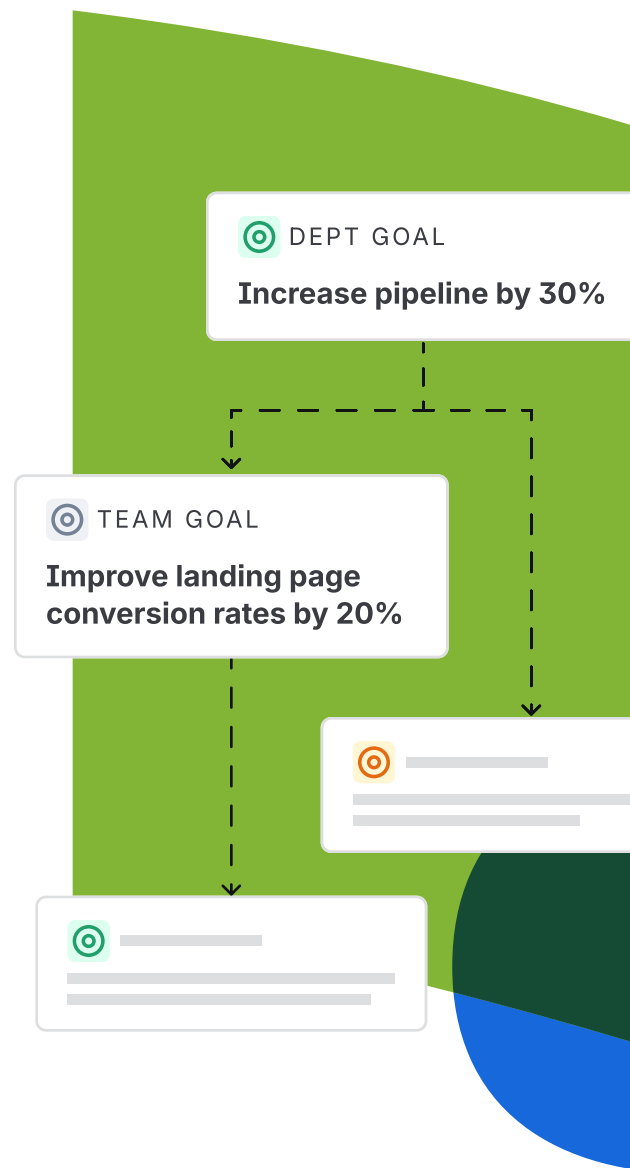 DEPT GOAL
Increase pipeline by 30%
TEAM GOAL
Improve landing page
conversion rates by 20%